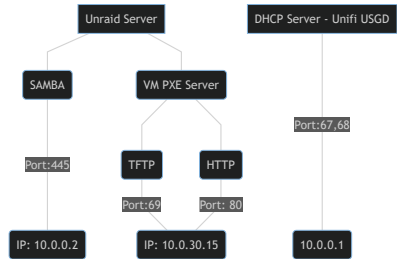 Unraid Server
DHCP Server - Unifi USGD
SAMBA
VM PXE Server
Port:67,68
TFTP
HTTP
Port:445
Port:69
Port: 80
IP: 10.0.0.2
IP: 10.0.30.15
10.0.0.1